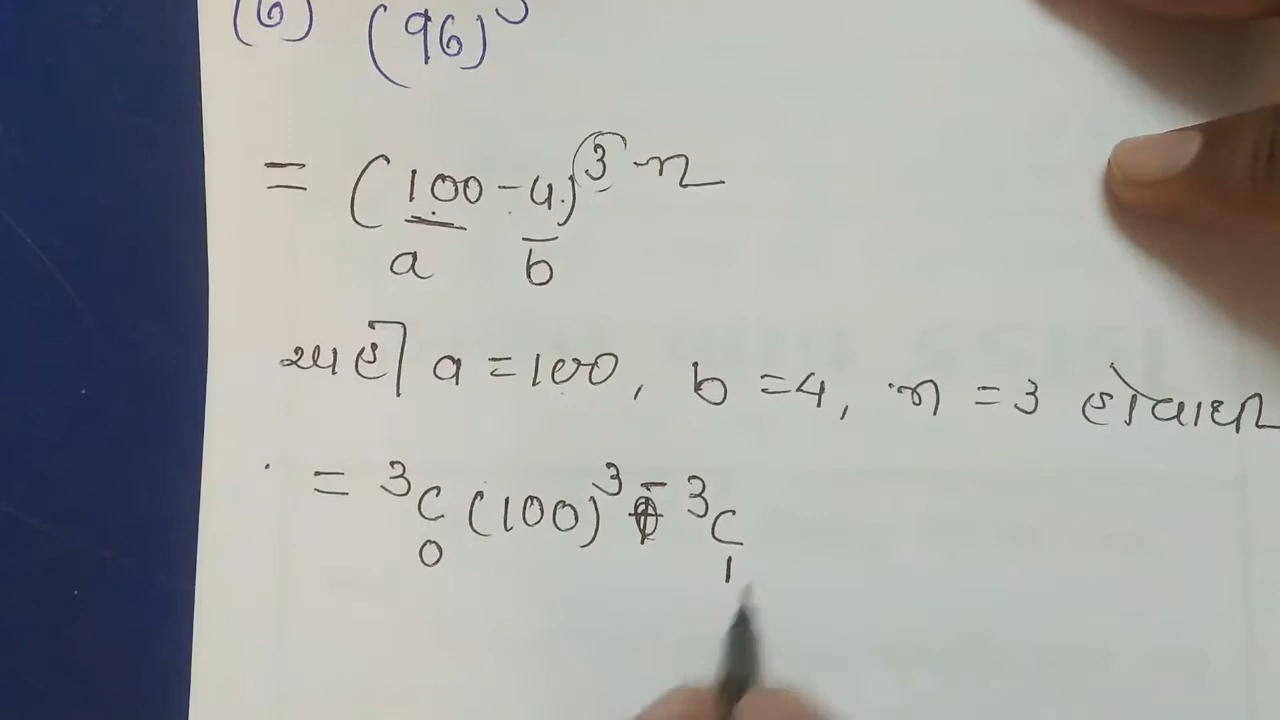 (6) (96)³
= (100-4)³ n
a b
અહીં a = 100, b = 4, n = 3 હોવાથી
= ³C₀ (100)³ - ³C₁